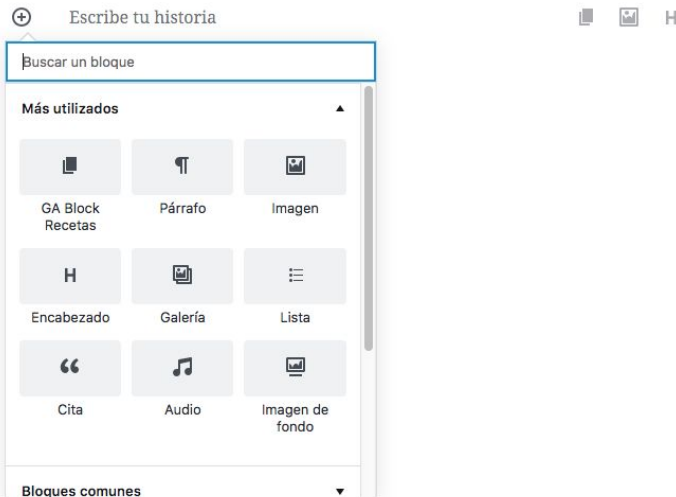 Escribe tu historia
Buscar un bloque
Más utilizados
GA Block
Recetas
Párrafo
Imagen
Encabezado
Galería
Lista
Cita
Audio
Imagen de
fondo
Bloques comunes